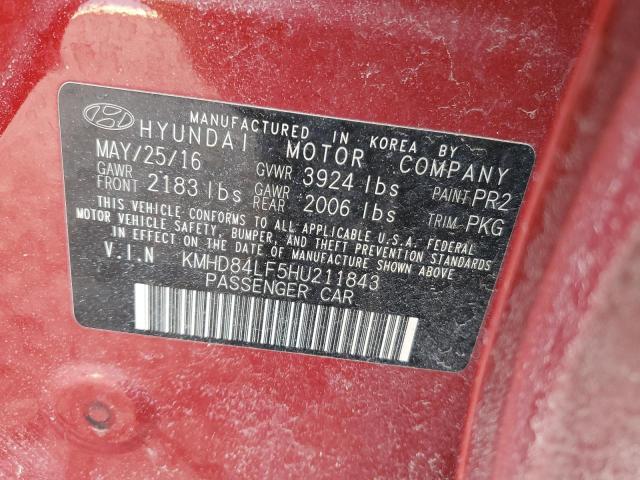 MANUFACTURED IN KOREA BY
HYUNDAI MOTOR COMPANY
MAY/25/16 GVWR 3924 lbs PAINT PR2
GAWR FRONT 2183 lbs GAWR REAR 2006 lbs TRIM PKG
THIS VEHICLE CONFORMS TO ALL APPLICABLE U.S.A. FEDERAL
MOTOR VEHICLE SAFETY, BUMPER, AND THEFT PREVENTION STANDARDS
IN EFFECT ON THE DATE OF MANUFACTURE SHOWN ABOVE.
V.I.N KMHD84LF5HU211843
PASSENGER CAR